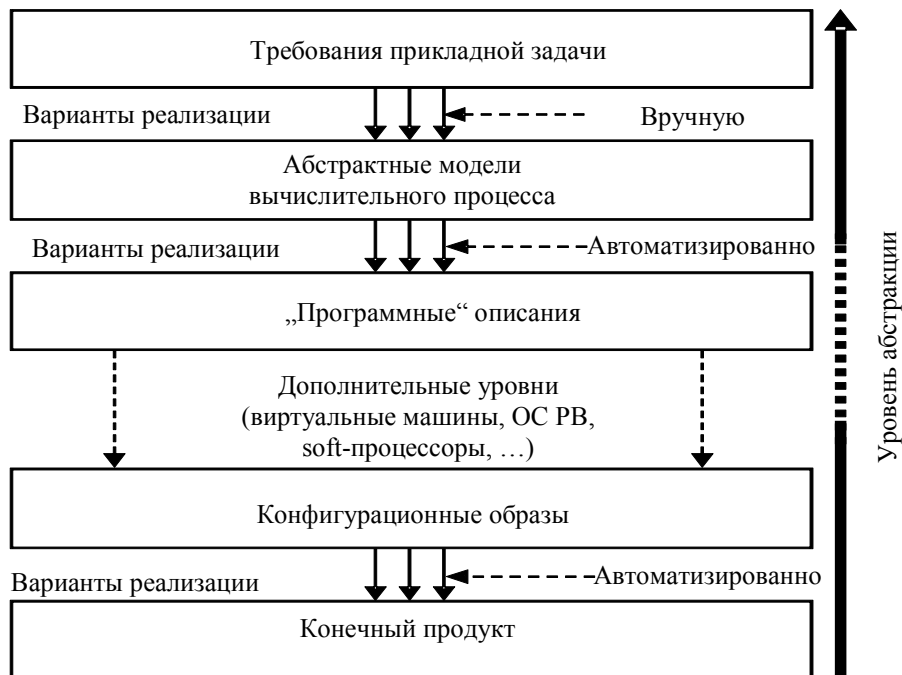 Требования прикладной задачи
Варианты реализации
Вручную
Абстрактные модели
вычислительного процесса
Варианты реализации
Автоматизированно
„Программные“ описания
Дополнительные уровни
(виртуальные машины, ОС РВ,
soft-процессоры, …)
Конфигурационные образы
Варианты реализации
Автоматизированно
Конечный продукт
Уровень абстракции